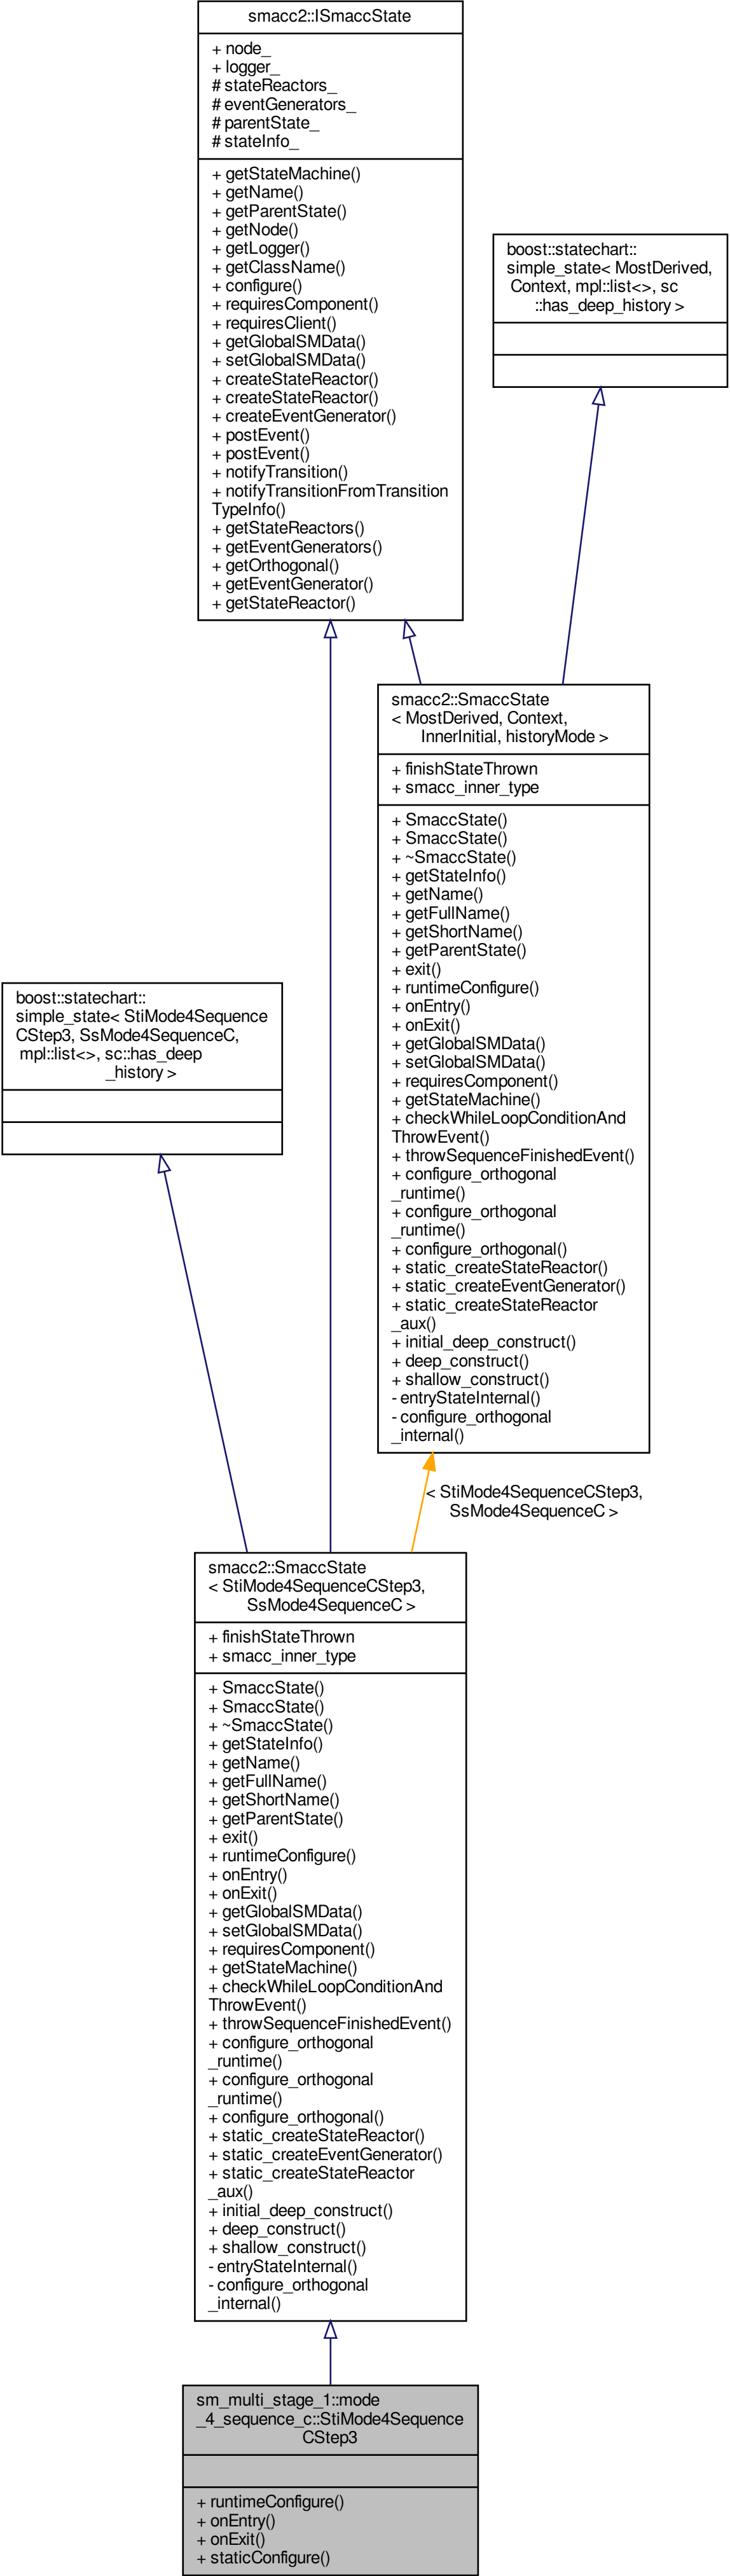 smacc2::ISmaccState
+ node_
+ logger_
# stateReactors_
# eventGenerators_
# parentState_
# stateInfo_
+ getStateMachine()
+ getName()
+ getParentState()
+ getNode()
+ getLogger()
+ getClassName()
+ configure()
+ requiresComponent()
+ requiresClient()
+ getGlobalSMData()
+ setGlobalSMData()
+ createStateReactor()
+ createStateReactor()
+ createEventGenerator()
+ postEvent()
+ postEvent()
+ notifyTransition()
+ notifyTransitionFromTransition
TypeInfo()
+ getStateReactors()
+ getEventGenerators()
+ getOrthogonal()
+ getEventGenerator()
+ getStateReactor()
boost::statechart::
simple_state< MostDerived,
Context, mpl::list<>, sc
::has_deep_history >
smacc2::SmaccState
< MostDerived, Context,
InnerInitial, historyMode >
+ finishStateThrown
+ smacc_inner_type
+ SmaccState()
+ SmaccState()
+ ~SmaccState()
+ getStateInfo()
+ getName()
+ getFullName()
+ getShortName()
+ getParentState()
+ exit()
+ runtimeConfigure()
+ onEntry()
+ onExit()
+ getGlobalSMData()
+ setGlobalSMData()
+ requiresComponent()
+ getStateMachine()
+ checkWhileLoopConditionAnd
ThrowEvent()
+ throwSequenceFinishedEvent()
+ configure_orthogonal
_runtime()
+ configure_orthogonal
_runtime()
+ configure_orthogonal()
+ static_createStateReactor()
+ static_createEventGenerator()
+ static_createStateReactor
_aux()
+ initial_deep_construct()
+ deep_construct()
+ shallow_construct()
- entryStateInternal()
- configure_orthogonal
_internal()
boost::statechart::
simple_state< StiMode4Sequence
CStep3, SsMode4SequenceC,
mpl::list<>, sc::has_deep
_history >
< StiMode4SequenceCStep3,
SsMode4SequenceC >
smacc2::SmaccState
< StiMode4SequenceCStep3,
SsMode4SequenceC >
+ finishStateThrown
+ smacc_inner_type
+ SmaccState()
+ SmaccState()
+ ~SmaccState()
+ getStateInfo()
+ getName()
+ getFullName()
+ getShortName()
+ getParentState()
+ exit()
+ runtimeConfigure()
+ onEntry()
+ onExit()
+ getGlobalSMData()
+ setGlobalSMData()
+ requiresComponent()
+ getStateMachine()
+ checkWhileLoopConditionAnd
ThrowEvent()
+ throwSequenceFinishedEvent()
+ configure_orthogonal
_runtime()
+ configure_orthogonal
_runtime()
+ configure_orthogonal()
+ static_createStateReactor()
+ static_createEventGenerator()
+ static_createStateReactor
_aux()
+ initial_deep_construct()
+ deep_construct()
+ shallow_construct()
- entryStateInternal()
- configure_orthogonal
_internal()
sm_multi_stage_1::mode
_4_sequence_c::StiMode4Sequence
CStep3
+ runtimeConfigure()
+ onEntry()
+ onExit()
+ staticConfigure()